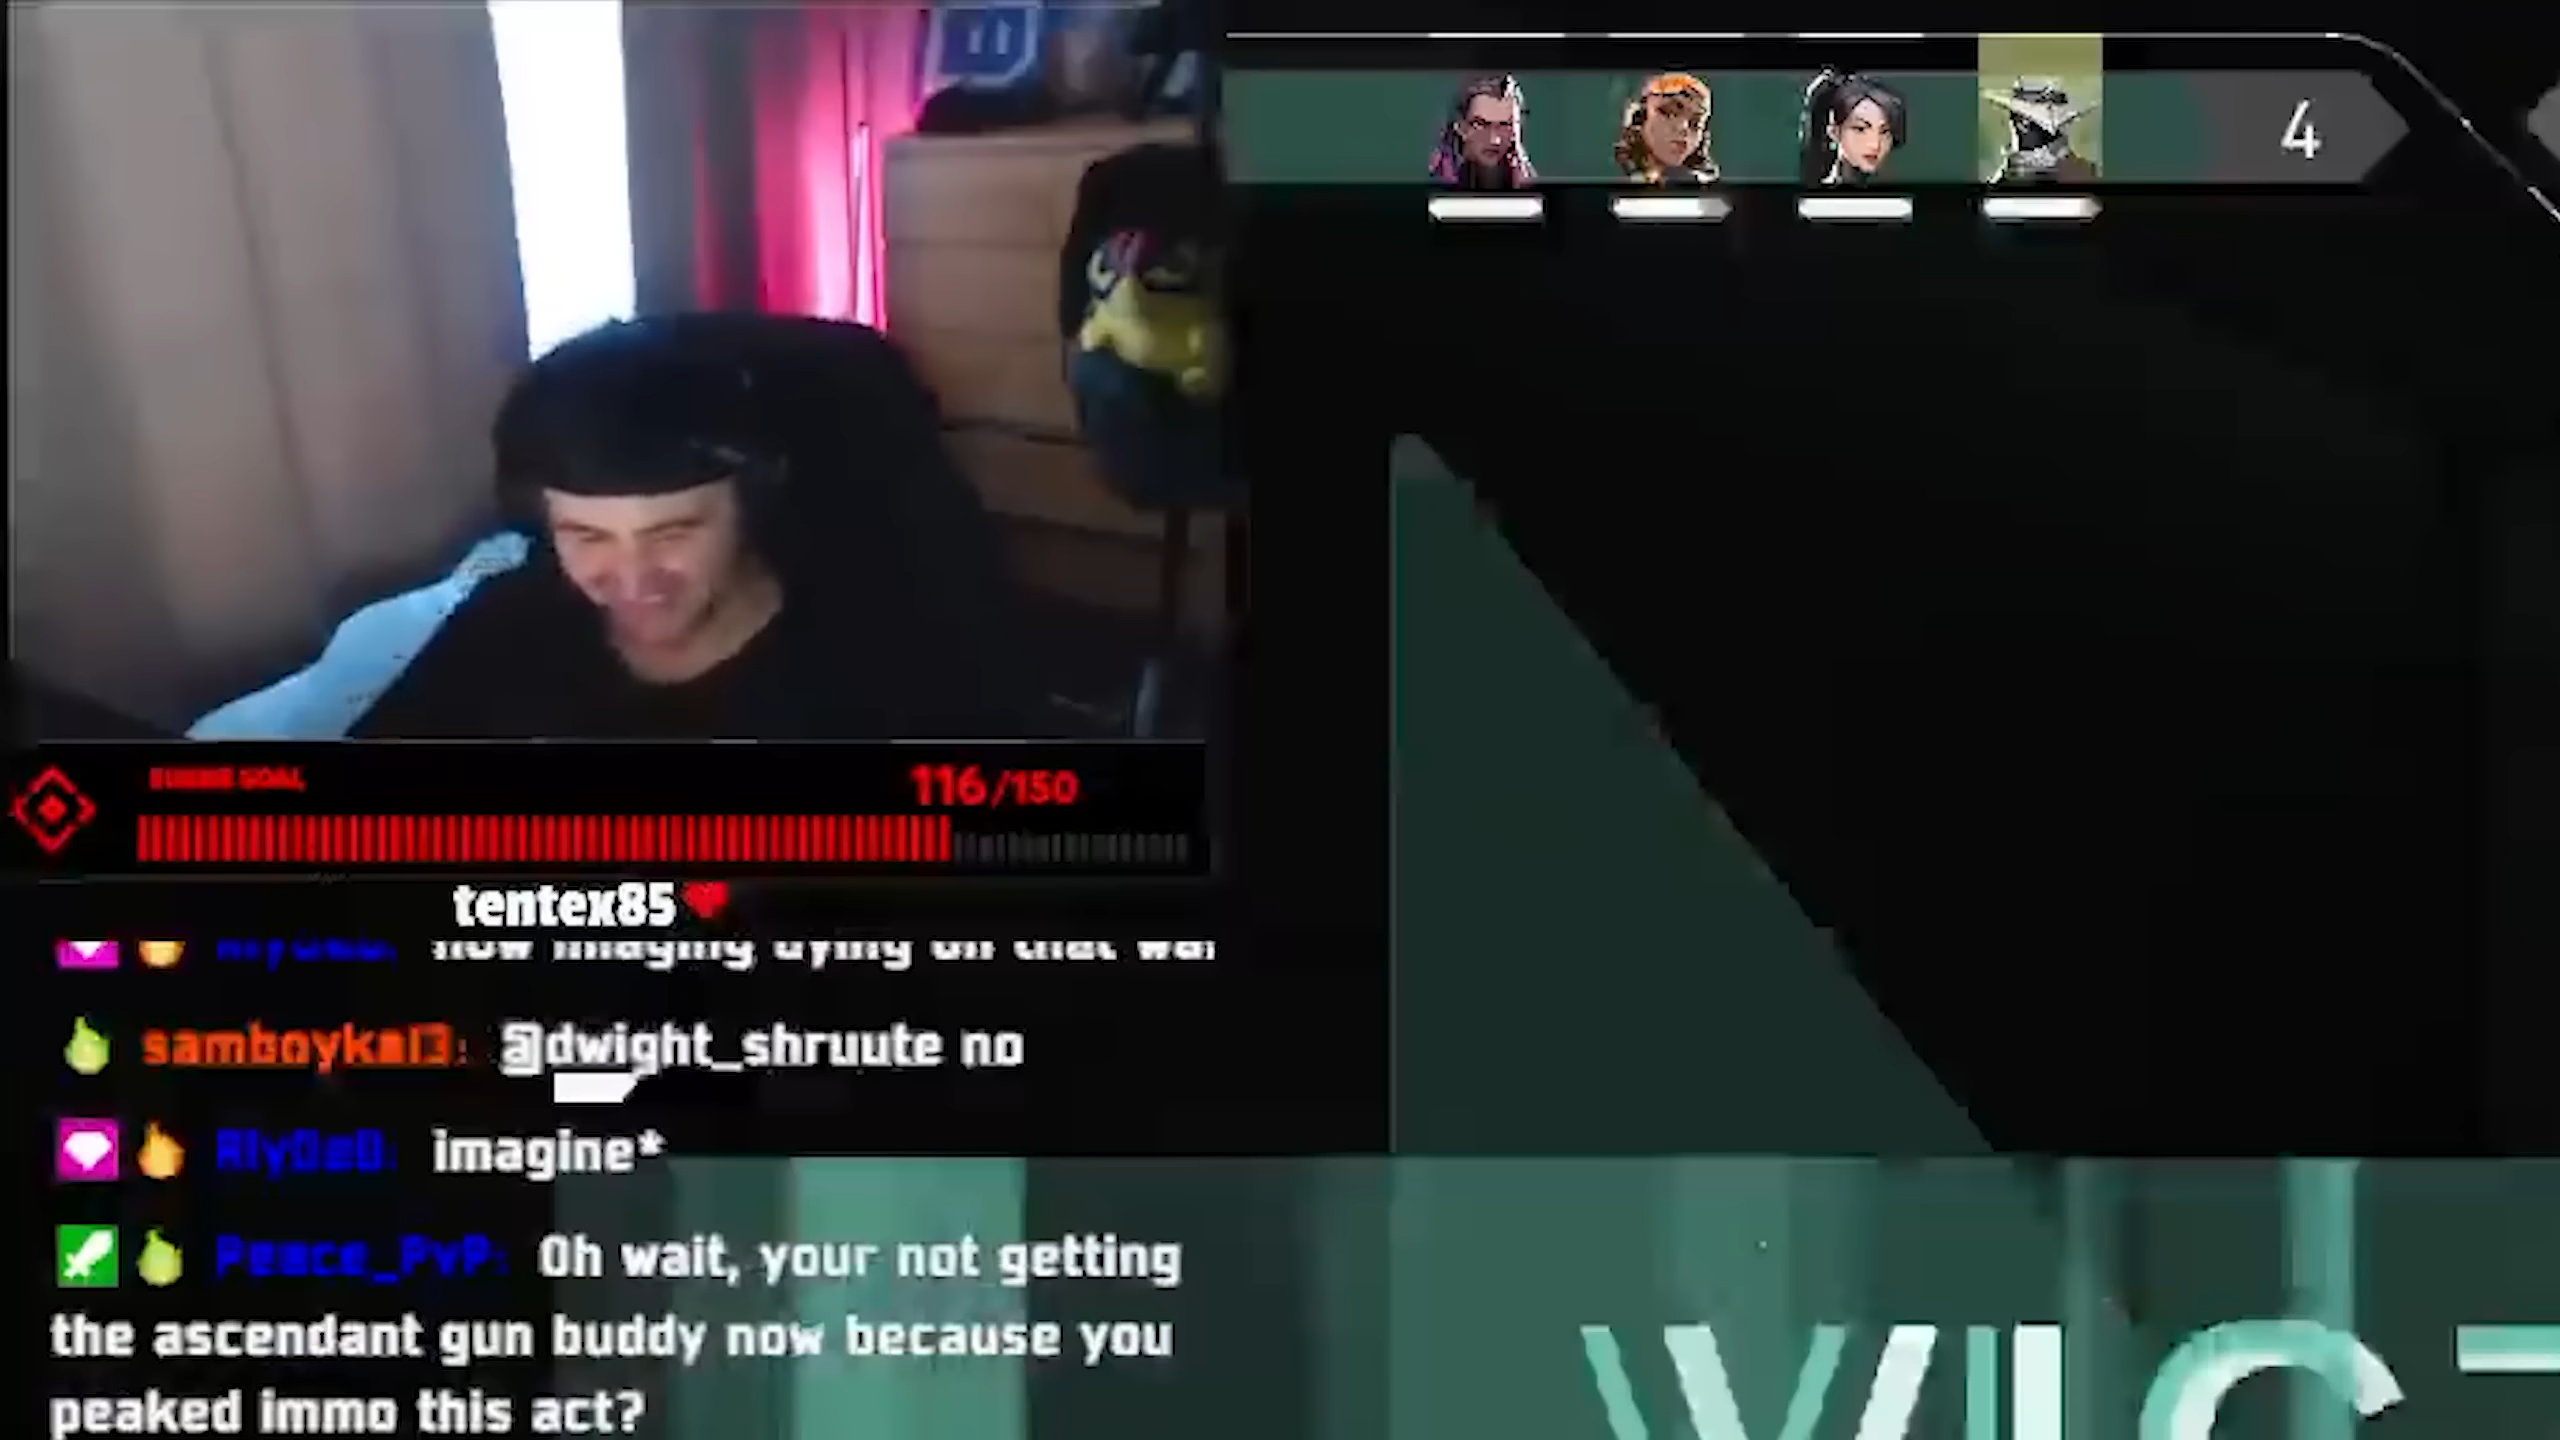 4
116/150
tentex85
samboyka13: @dwight_shruute no
imagine*
Peace_PvP: Oh wait, your not getting
the ascendant gun buddy now because you
peaked immo this act?